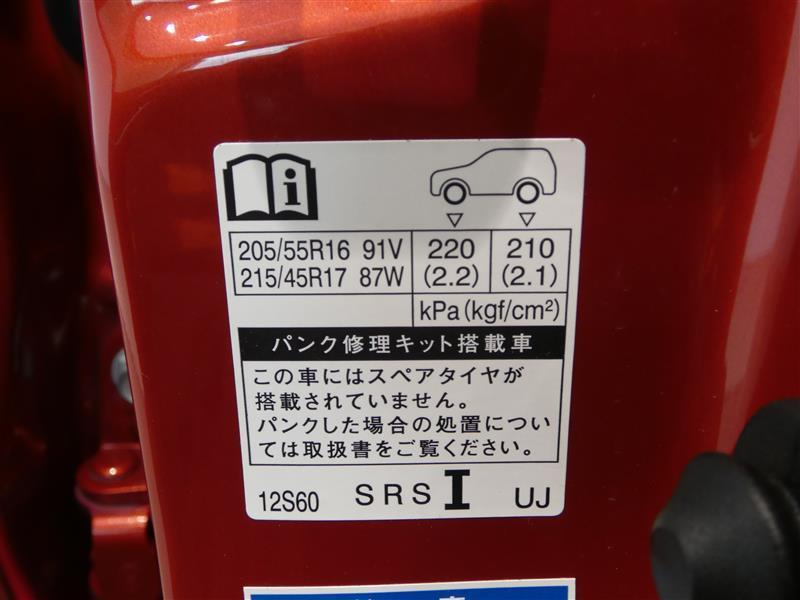 i
205/55R16 91V 220 210
215/45R17 87W (2.2) (2.1)
kPa(kgf/cm²)
パンク修理キット搭載車
この車にはスペアタイヤが
搭載されていません。
パンクした場合の処置につい
ては取扱書をご覧ください。
12S60 SRS I UJ